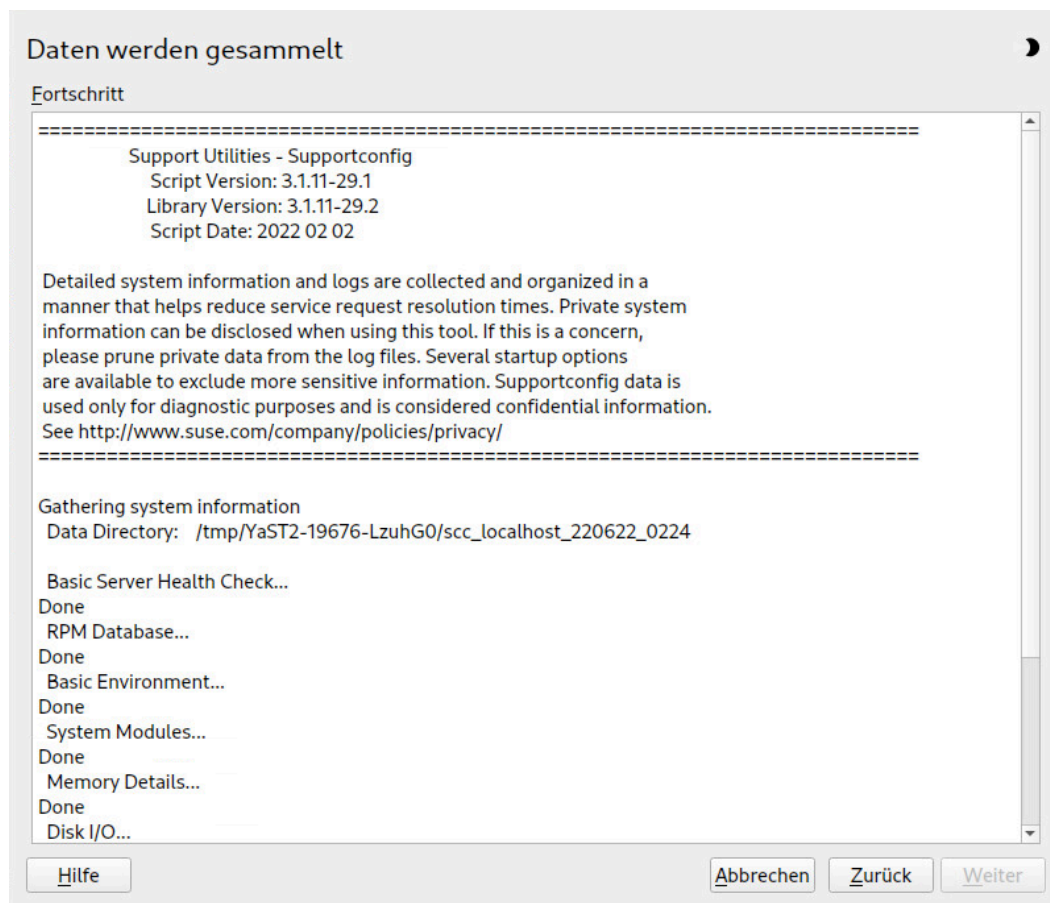 Daten werden gesammelt
Fortschritt
=============================================================================
Support Utilities - Supportconfig
Script Version: 3.1.11-29.1
Library Version: 3.1.11-29.2
Script Date: 2022 02 02
Detailed system information and logs are collected and organized in a
manner that helps reduce service request resolution times. Private system
information can be disclosed when using this tool. If this is a concern,
please prune private data from the log files. Several startup options
are available to exclude more sensitive information. Supportconfig data is
used only for diagnostic purposes and is considered confidential information.
See http://www.suse.com/company/policies/privacy/
=============================================================================
Gathering system information
Data Directory: /tmp/YaST2-19676-LzuhG0/scc_localhost_220622_0224
Basic Server Health Check...
Done
RPM Database...
Done
Basic Environment...
Done
System Modules...
Done
Memory Details...
Done
Disk I/O...
Hilfe Abbrechen Zurück Weiter